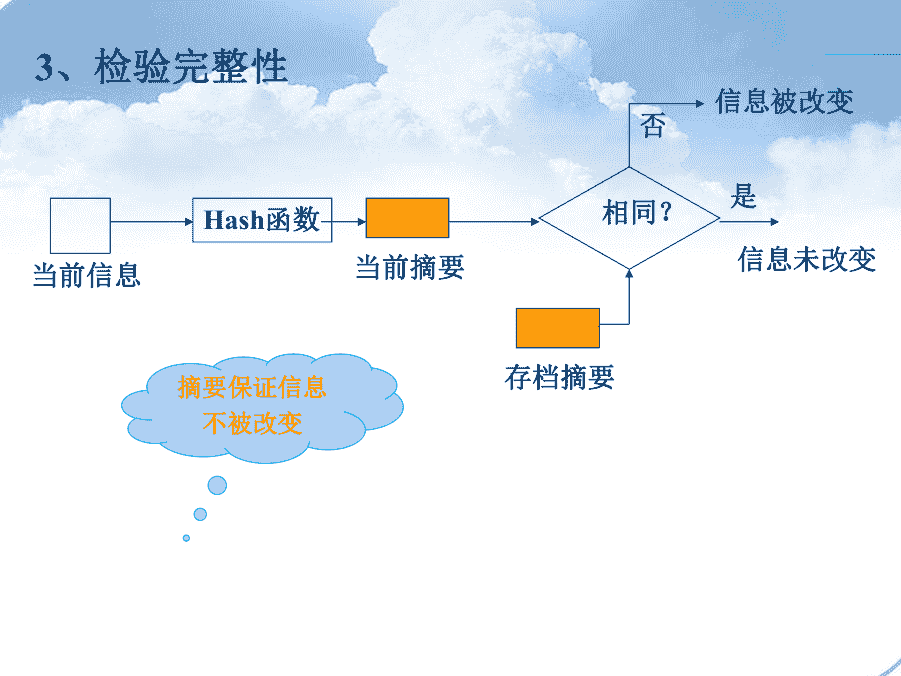 3、检验完整性
信息被改变
否
是
相同？
Hash函数
信息未改变
当前信息
当前摘要
存档摘要
摘要保证信息
不被改变